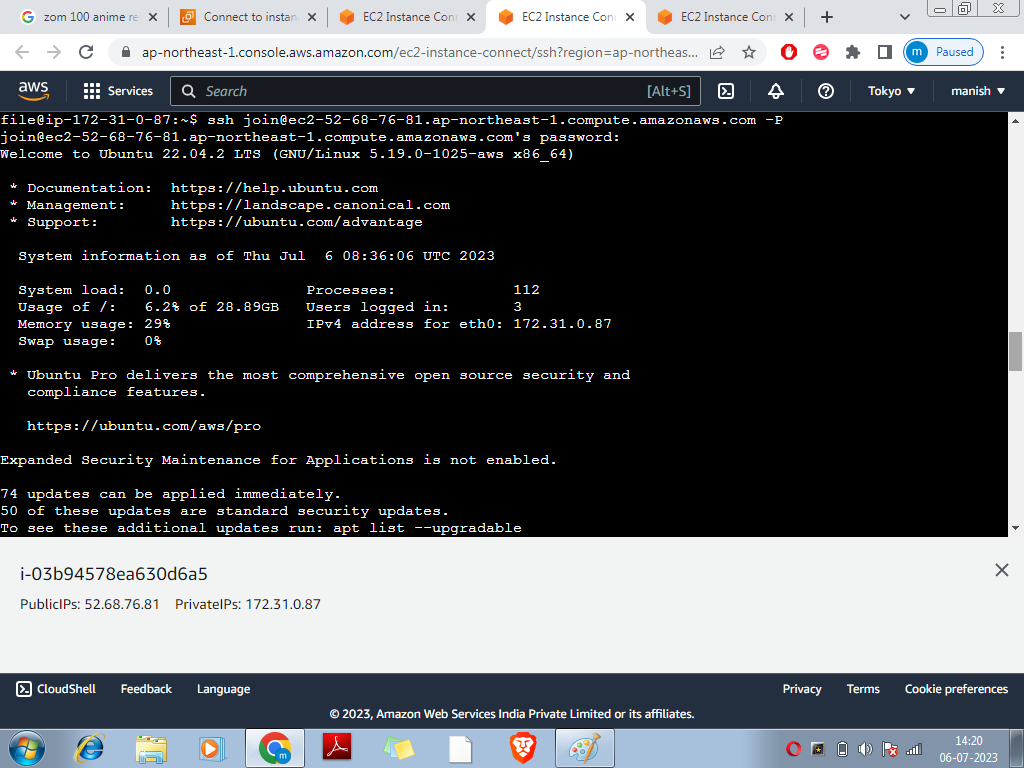 zom 100 anime re
Connect to instan
EC2 Instance Conn
EC2 Instance Conn
EC2 Instance Conn
ap-northeast-1.console.aws.amazon.com/ec2-instance-connect/ssh?region=ap-northeas...
m Paused
aws
Services
Search [Alt+S]
Tokyo ▼
manish ▼
file@ip-172-31-0-87:~$ ssh join@ec2-52-68-76-81.ap-northeast-1.compute.amazonaws.com -P
join@ec2-52-68-76-81.ap-northeast-1.compute.amazonaws.com's password:
Welcome to Ubuntu 22.04.2 LTS (GNU/Linux 5.19.0-1025-aws x86_64)
* Documentation: https://help.ubuntu.com
* Management: https://landscape.canonical.com
* Support: https://ubuntu.com/advantage
System information as of Thu Jul 6 08:36:06 UTC 2023
System load: 0.0 Processes: 112
Usage of /: 6.2% of 28.89GB Users logged in: 3
Memory usage: 29% IPv4 address for eth0: 172.31.0.87
Swap usage: 0%
* Ubuntu Pro delivers the most comprehensive open source security and
compliance features.
https://ubuntu.com/aws/pro
Expanded Security Maintenance for Applications is not enabled.
74 updates can be applied immediately.
50 of these updates are standard security updates.
To see these additional updates run: apt list --upgradable
i-03b94578ea630d6a5
PublicIPs: 52.68.76.81 PrivateIPs: 172.31.0.87
CloudShell Feedback Language Privacy Terms Cookie preferences
© 2023, Amazon Web Services India Private Limited or its affiliates.
14:20
06-07-2023